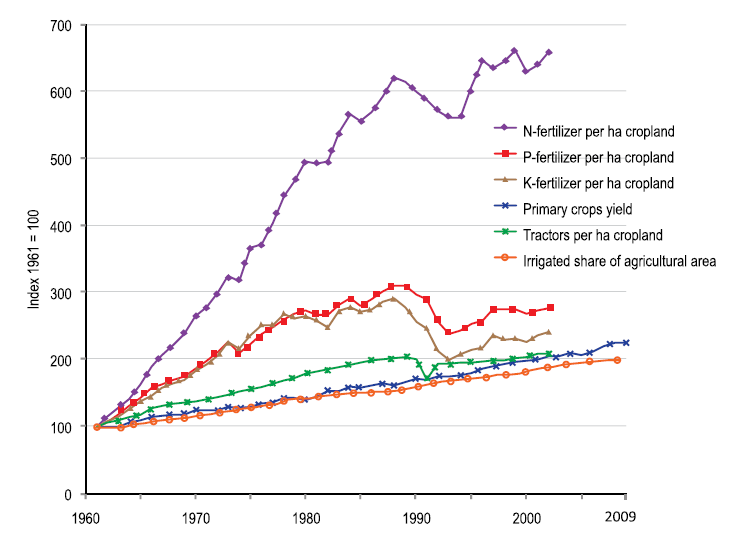 700
600
500
400
300
200
100
0
Index 1961 = 100
N-fertilizer per ha cropland
P-fertilizer per ha cropland
K-fertilizer per ha cropland
Primary crops yield
Tractors per ha cropland
Irrigated share of agricultural area
1960 1970 1980 1990 2000 2009